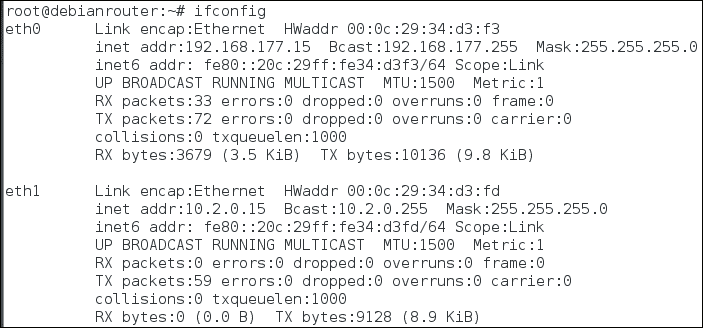 root@debianrouter:~# ifconfig
eth0 Link encap:Ethernet HWaddr 00:0c:29:34:d3:f3
inet addr:192.168.177.15 Bcast:192.168.177.255 Mask:255.255.255.0
inet6 addr: fe80::20c:29ff:fe34:d3f3/64 Scope:Link
UP BROADCAST RUNNING MULTICAST MTU:1500 Metric:1
RX packets:33 errors:0 dropped:0 overruns:0 frame:0
TX packets:72 errors:0 dropped:0 overruns:0 carrier:0
collisions:0 txqueuelen:1000
RX bytes:3679 (3.5 KiB) TX bytes:10136 (9.8 KiB)
eth1 Link encap:Ethernet HWaddr 00:0c:29:34:d3:fd
inet addr:10.2.0.15 Bcast:10.2.0.255 Mask:255.255.255.0
inet6 addr: fe80::20c:29ff:fe34:d3fd/64 Scope:Link
UP BROADCAST RUNNING MULTICAST MTU:1500 Metric:1
RX packets:0 errors:0 dropped:0 overruns:0 frame:0
TX packets:59 errors:0 dropped:0 overruns:0 carrier:0
collisions:0 txqueuelen:1000
RX bytes:0 (0.0 B) TX bytes:9128 (8.9 KiB)